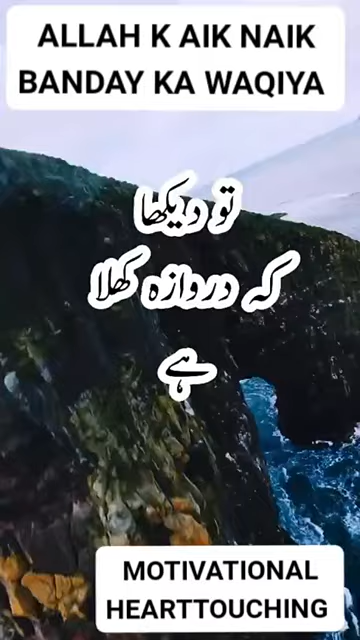 ALLAH K AIK NAIK
BANDAY KA WAQIYA
تو دیکھا
کہ دروازہ کھلا
ہے
MOTIVATIONAL
HEARTTOUCHING